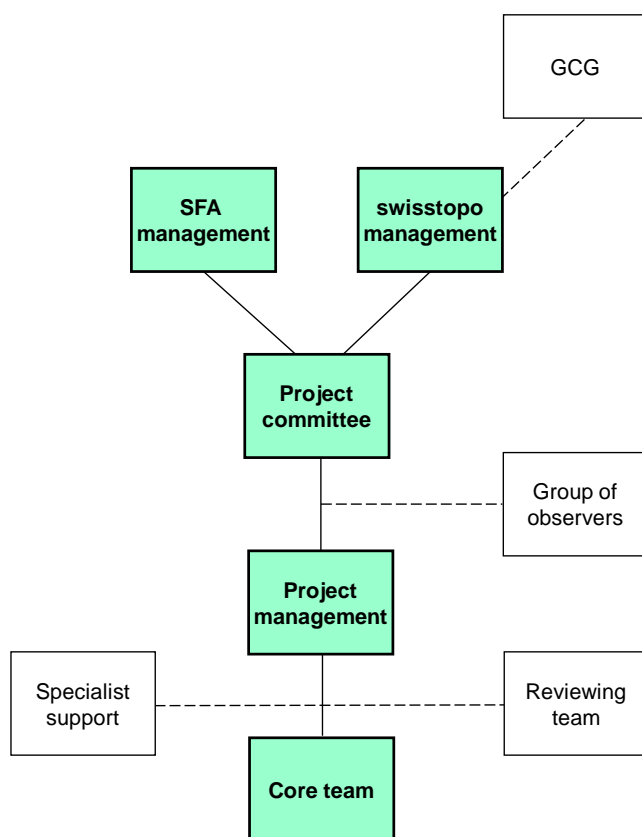 GCG
SFA
management
swisstopo
management
Project
committee
Group of
observers
Project
management
Specialist
support
Reviewing
team
Core team